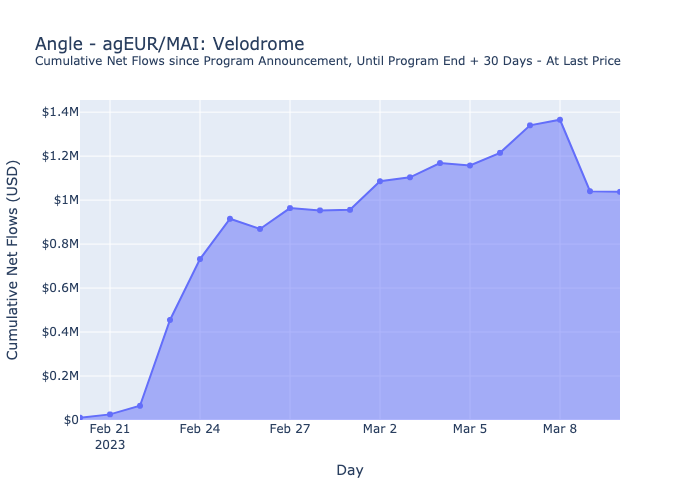 Angle - agEUR/MAI: Velodrome
Cumulative Net Flows since Program Announcement, Until Program End + 30 Days - At Last Price
Cumulative Net Flows (USD)
$1.4M
$1.2M
$1M
$0.8M
$0.6M
$0.4M
$0.2M
$0
Feb 21
2023
Feb 24
Feb 27
Mar 2
Mar 5
Mar 8
Day